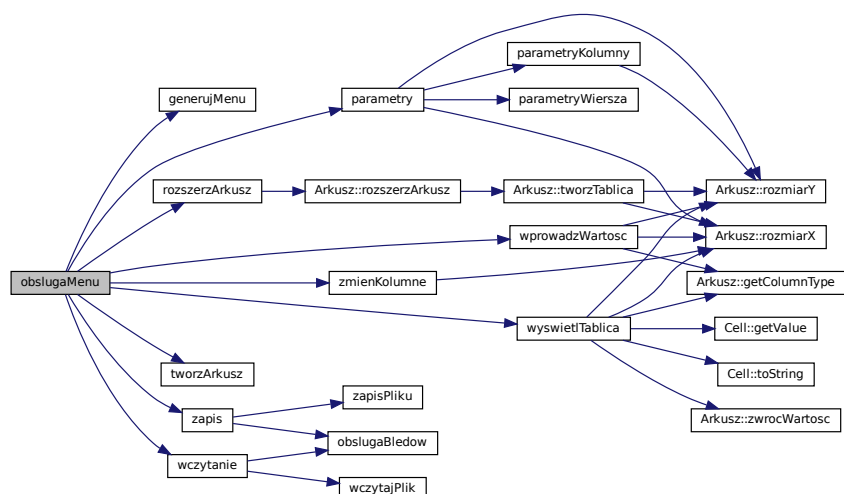 parametryKolumny
generujMenu
parametry
parametryWiersza
rozszerzArkusz
Arkusz::rozszerzArkusz
Arkusz::tworzTablica
Arkusz::rozmiarY
wprowadzWartosc
Arkusz::rozmiarX
obslugaMenu
zmienKolumne
Arkusz::getColumnType
wyswietlTablica
Cell::getValue
tworzArkusz
Cell::toString
zapisPliku
zapis
Arkusz::zwrocWartosc
obslugaBledow
wczytanie
wczytajPlik